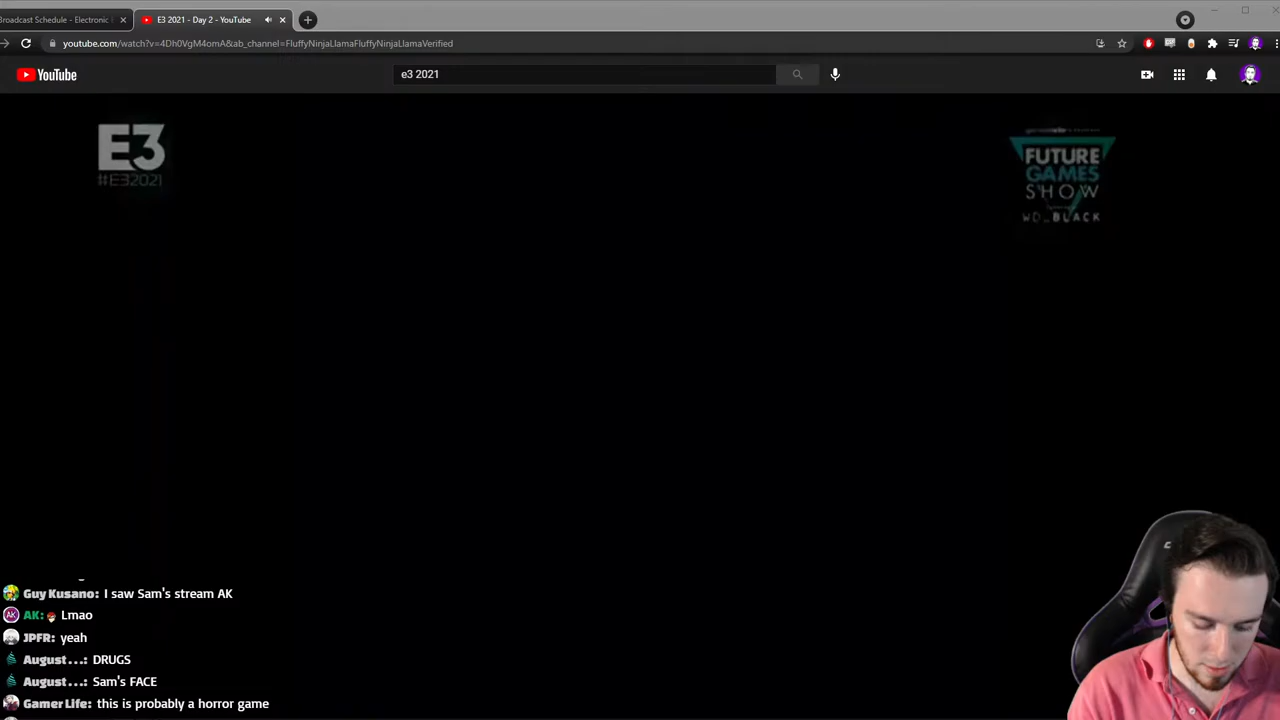 Broadcast Schedule - Electronic
E3 2021 - Day 2 - YouTube
youtube.com/watch?v=4Dh0VgM4omA&ab_channel=FluffyNinjaLlamaFluffyNinjaLlamaVerified
YouTube
e3 2021
E3
#E32021
FUTURE
GAMES
SHOW
WD_BLACK
Guy Kusano: I saw Sam's stream AK
AK
AK: Lmao
JPFR: yeah
August...: DRUGS
August...: Sam's FACE
Gamer Life: this is probably a horror game